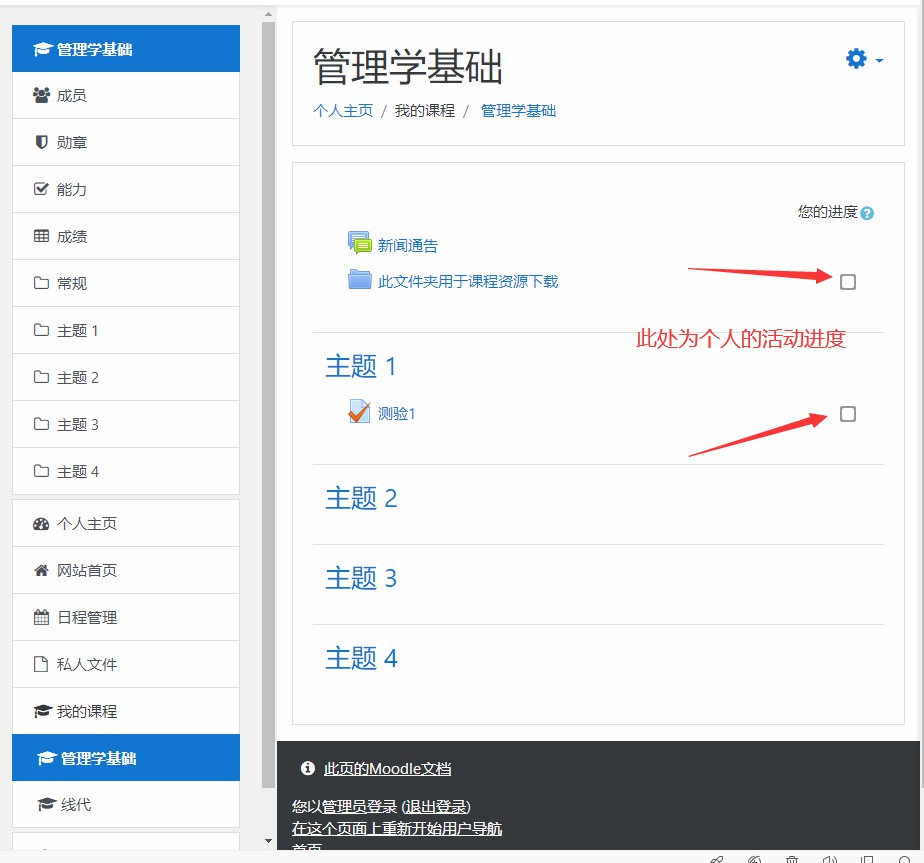 管理学基础
成员
勋章
能力
成绩
常规
主题 1
主题 2
主题 3
主题 4
个人主页
网站首页
日程管理
私人文件
我的课程
管理学基础
线代
管理学基础
个人主页 / 我的课程 / 管理学基础
您的进度
新闻通告
此文件夹用于课程资源下载
此处为个人的活动进度
主题 1
测验1
主题 2
主题 3
主题 4
此页的Moodle文档
您以管理员登录 (退出登录)
在这个页面上重新开始用户导航
首页